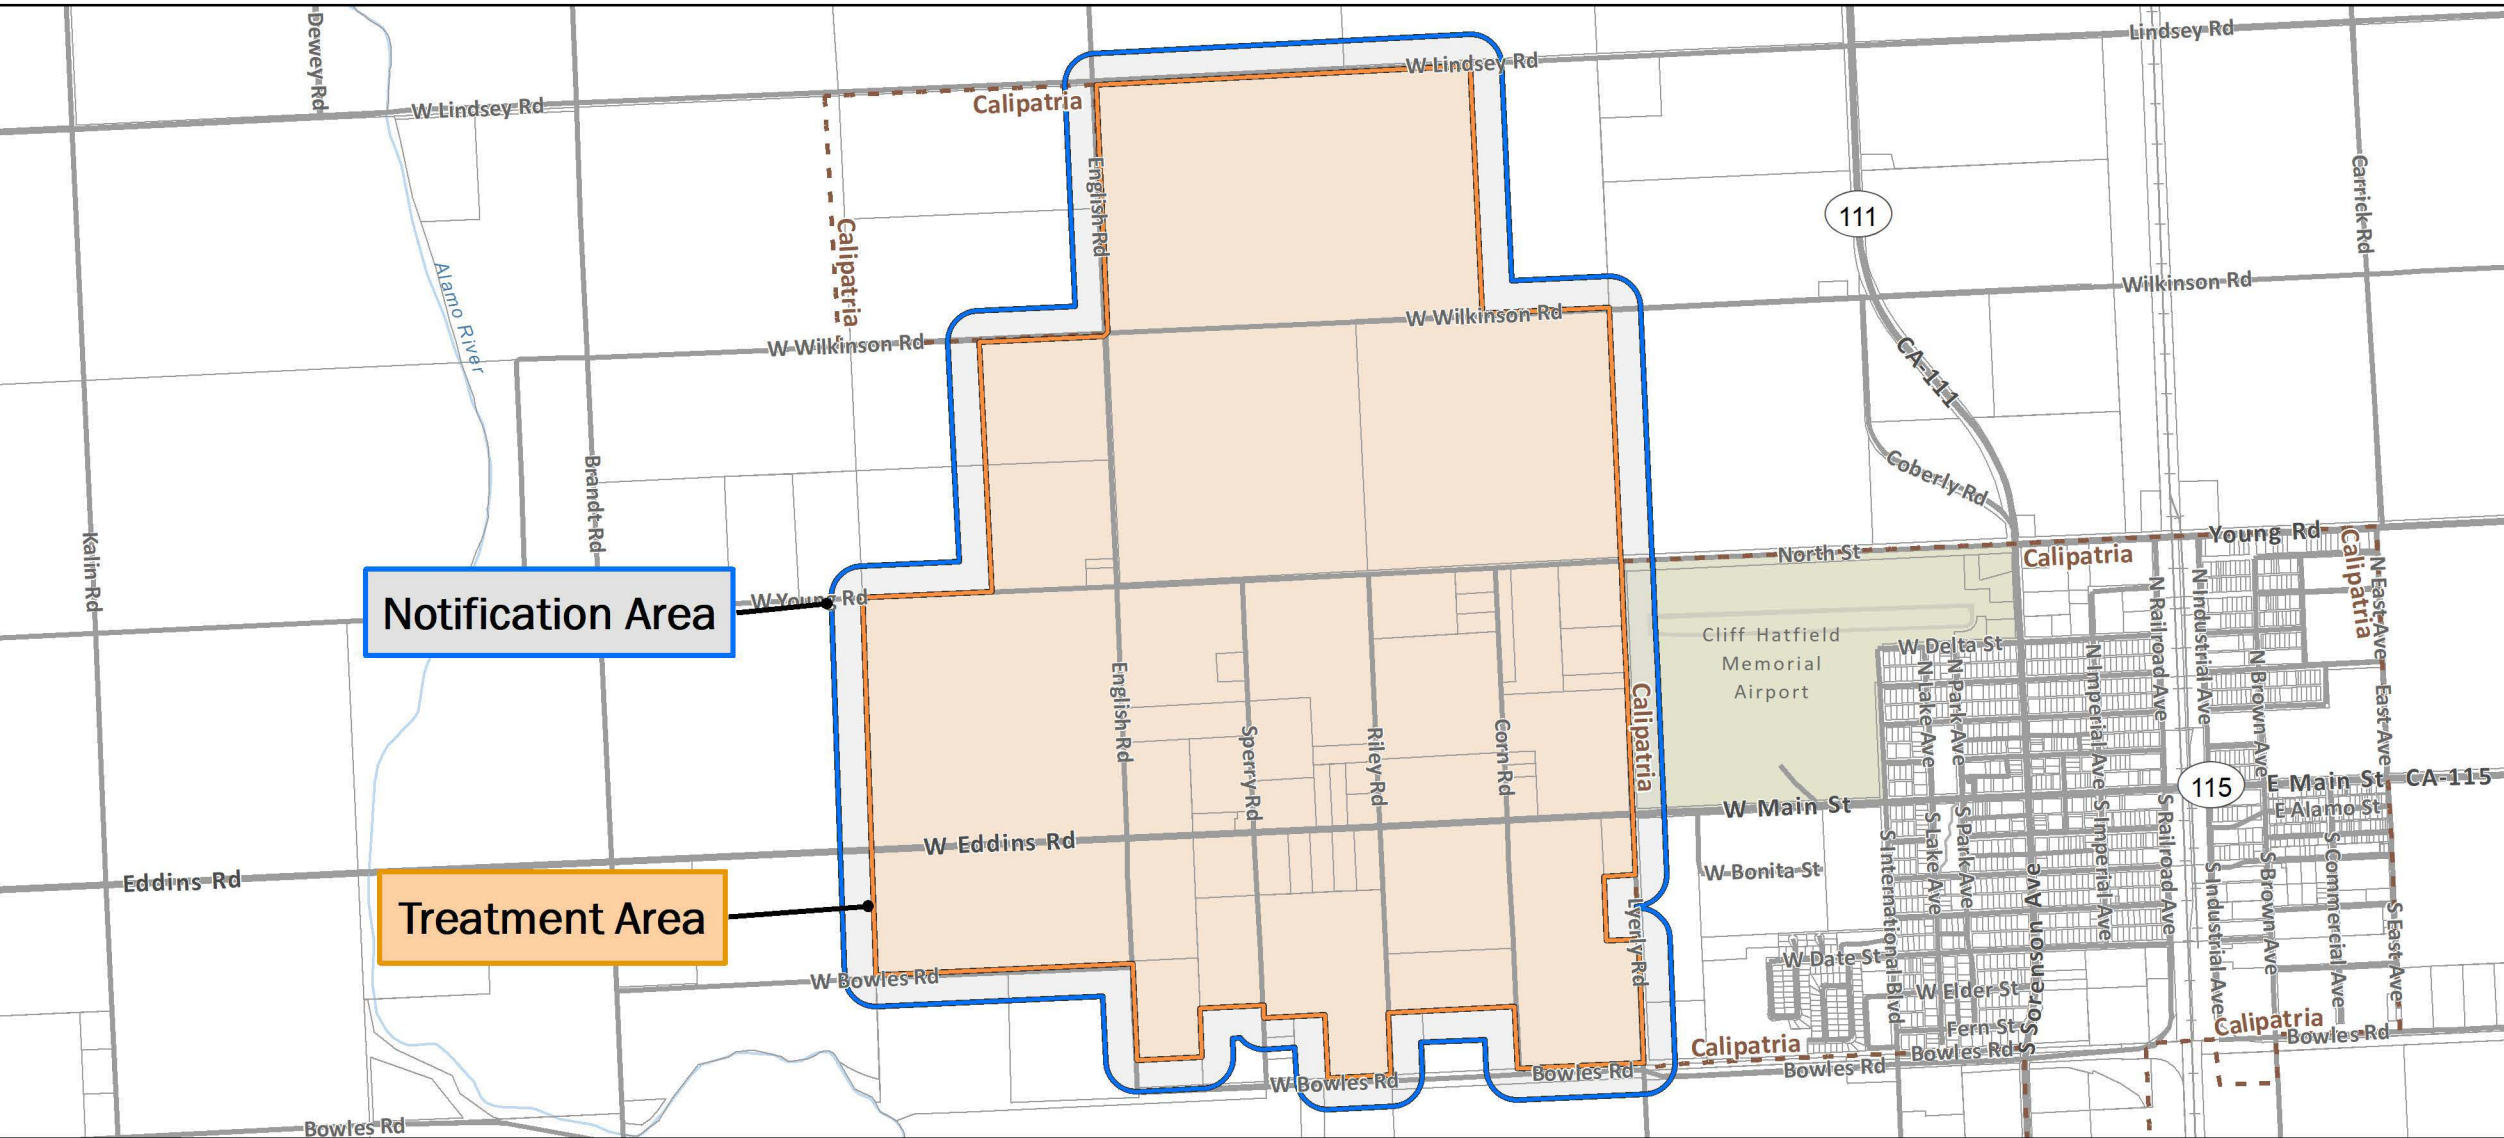 Dewey Rd
Lindsey Rd
W Lindsey Rd
W Lindsey Rd
Calipatria
English Rd
Carrick Rd
111
Calipatria
Alamo River
Wilkinson Rd
W Wilkinson Rd
W Wilkinson Rd
CA-111
Coberly Rd
Brandt Rd
Kalin Rd
Young Rd
North St
Calipatria
Calipatria
N East Ave
W Young Rd
Notification Area
Cliff Hatfield
Memorial
Airport
W Delta St
N Lake Ave
N Park Ave
N Imperial Ave
N Railroad Ave
N Industrial Ave
N Brown Ave
East Ave
English Rd
Sperry Rd
Riley Rd
Corn Rd
Calipatria
115
E Main St
CA-115
E Alamo St
W Main St
W Eddins Rd
Eddins Rd
W Bonita St
S International Blvd
S Lake Ave
S Park Ave
S Sorenson Ave
S Imperial Ave
S Railroad Ave
S Industrial Ave
S Brown Ave
S Commercial Ave
S East Ave
Treatment Area
Lyerly Rd
W Date St
W Bowles Rd
W Elder St
Fern St
Calipatria
Calipatria
Bowles Rd
Bowles Rd
Bowles Rd
Bowles Rd
W Bowles Rd
Bowles Rd